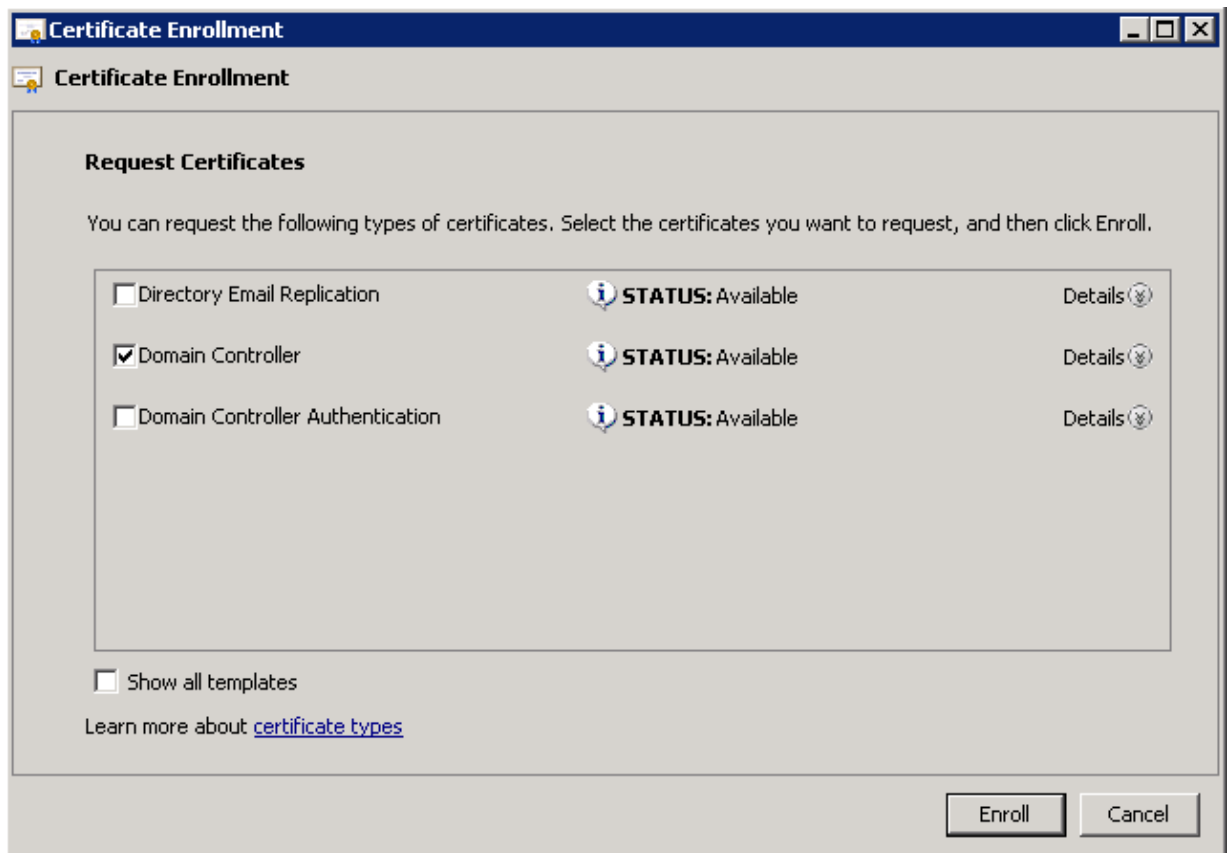 Certificate Enrollment
Certificate Enrollment
Request Certificates
You can request the following types of certificates. Select the certificates you want to request, and then click Enroll.
Directory Email Replication STATUS: Available Details
Domain Controller STATUS: Available Details
Domain Controller Authentication STATUS: Available Details
Show all templates
Learn more about certificate types
Enroll Cancel